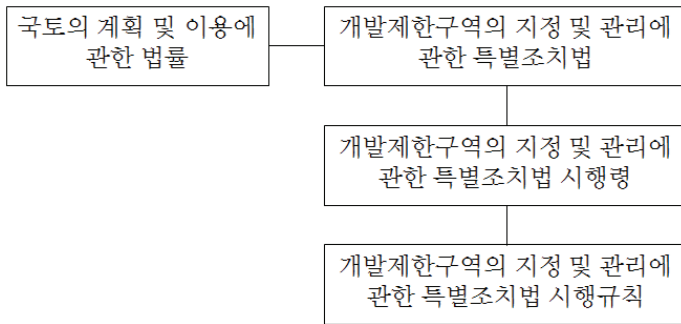 국토의 계획 및 이용에
관한 법률
개발제한구역의 지정 및 관리에
관한 특별조치법
개발제한구역의 지정 및 관리에
관한 특별조치법 시행령
개발제한구역의 지정 및 관리에
관한 특별조치법 시행규칙